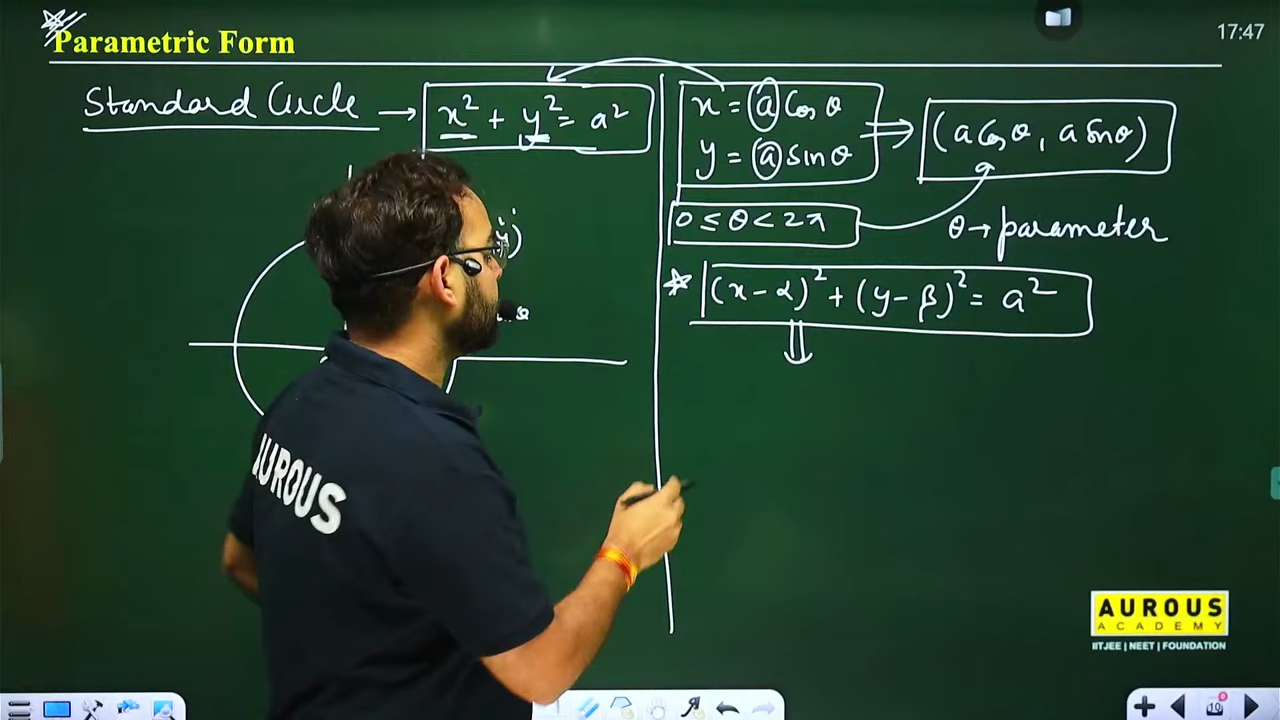 Parametric Form
17:47
Standard Circle → x² + y² = a²
x = a Cos θ
y = a sin θ
⇒ (a Cos θ, a Sin θ)
0 ≤ θ < 2π
θ → parameter
(x - α)² + (y - β)² = a²
⇓
AUROUS
AUROUS
ACADEMY
IITJEE | NEET | FOUNDATION
10